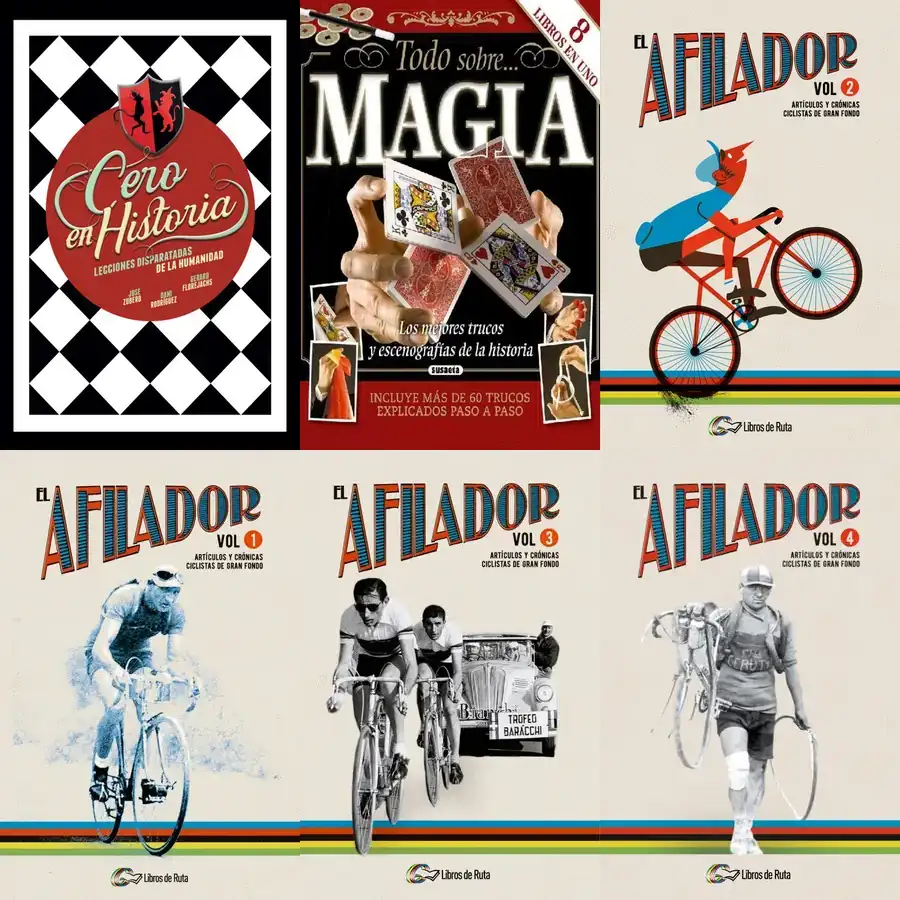 Cero
en Historia
LECCIONES DISPARATADAS
DE LA HUMANIDAD
JOSE
ZUBERO
DANI
RODRÍGUEZ
GERARD
FLOREJACHS
8
LIBROS EN UNO
Todo sobre...
MAGIA
Los mejores trucos
y escenografías de la historia
susaeta
INCLUYE MÁS DE 60 TRUCOS
EXPLICADOS PASO A PASO
EL
AFILADOR
VOL 2
ARTÍCULOS Y CRÓNICAS
CICLISTAS DE GRAN FONDO
Libros de Ruta
EL
AFILADOR
VOL 1
ARTÍCULOS Y CRÓNICAS
CICLISTAS DE GRAN FONDO
Libros de Ruta
EL
AFILADOR
VOL 3
ARTÍCULOS Y CRÓNICAS
CICLISTAS DE GRAN FONDO
Bianchi
TROFEO
BARACCHI
Libros de Ruta
EL
AFILADOR
VOL 4
ARTÍCULOS Y CRÓNICAS
CICLISTAS DE GRAN FONDO
Libros de Ruta